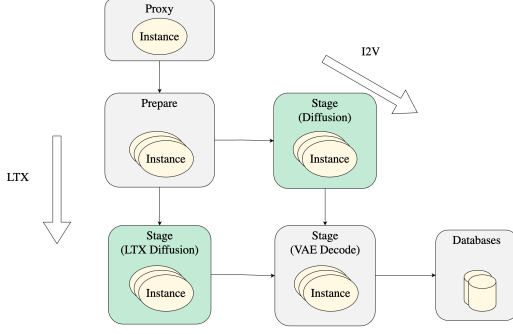 Proxy
Instance
I2V
Prepare
Instance
Stage
(Diffusion)
Instance
LTX
Stage
(LTX Diffusion)
Instance
Stage
(VAE Decode)
Instance
Databases